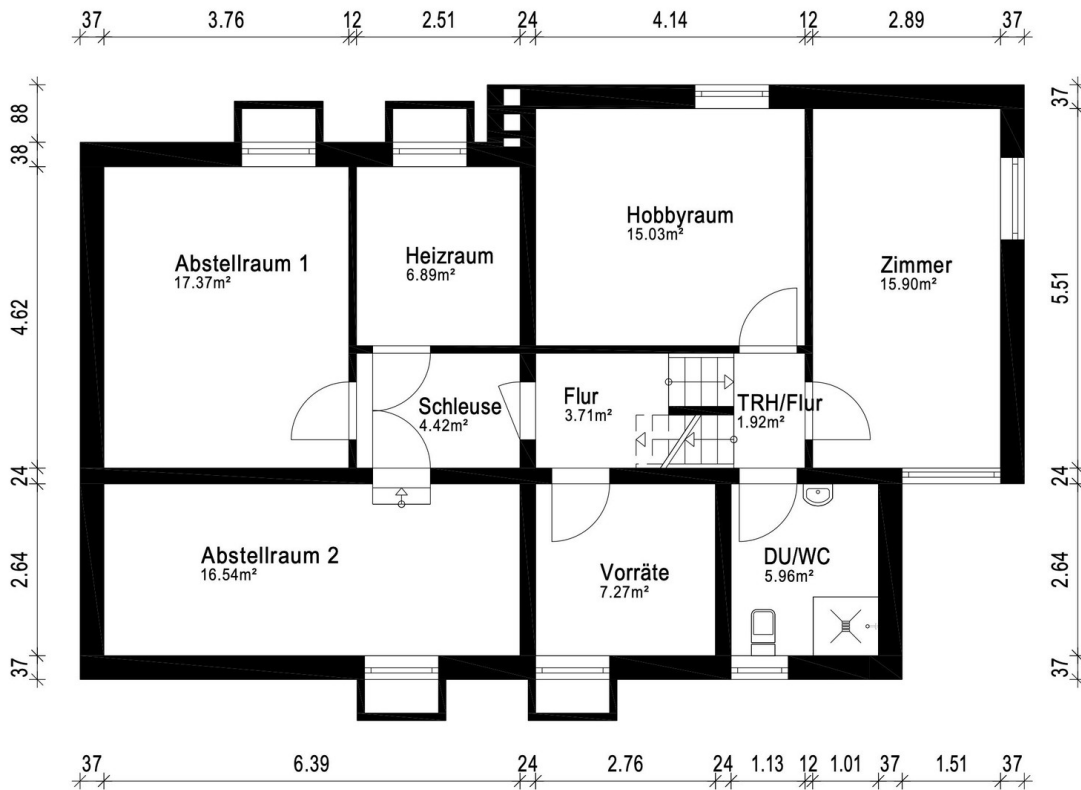 37 3.76 12 2.51 24 4.14 12 2.89 37
88
38
4.62
24
2.64
37
37
5.51
24
2.64
37
Abstellraum 1
17.37m²
Heizraum
6.89m²
Hobbyraum
15.03m²
Zimmer
15.90m²
Schleuse
4.42m²
Flur
3.71m²
TRH/Flur
1.92m²
Abstellraum 2
16.54m²
Vorräte
7.27m²
DU/WC
5.96m²
37 6.39 24 2.76 24 1.13 12 1.01 37 1.51 37